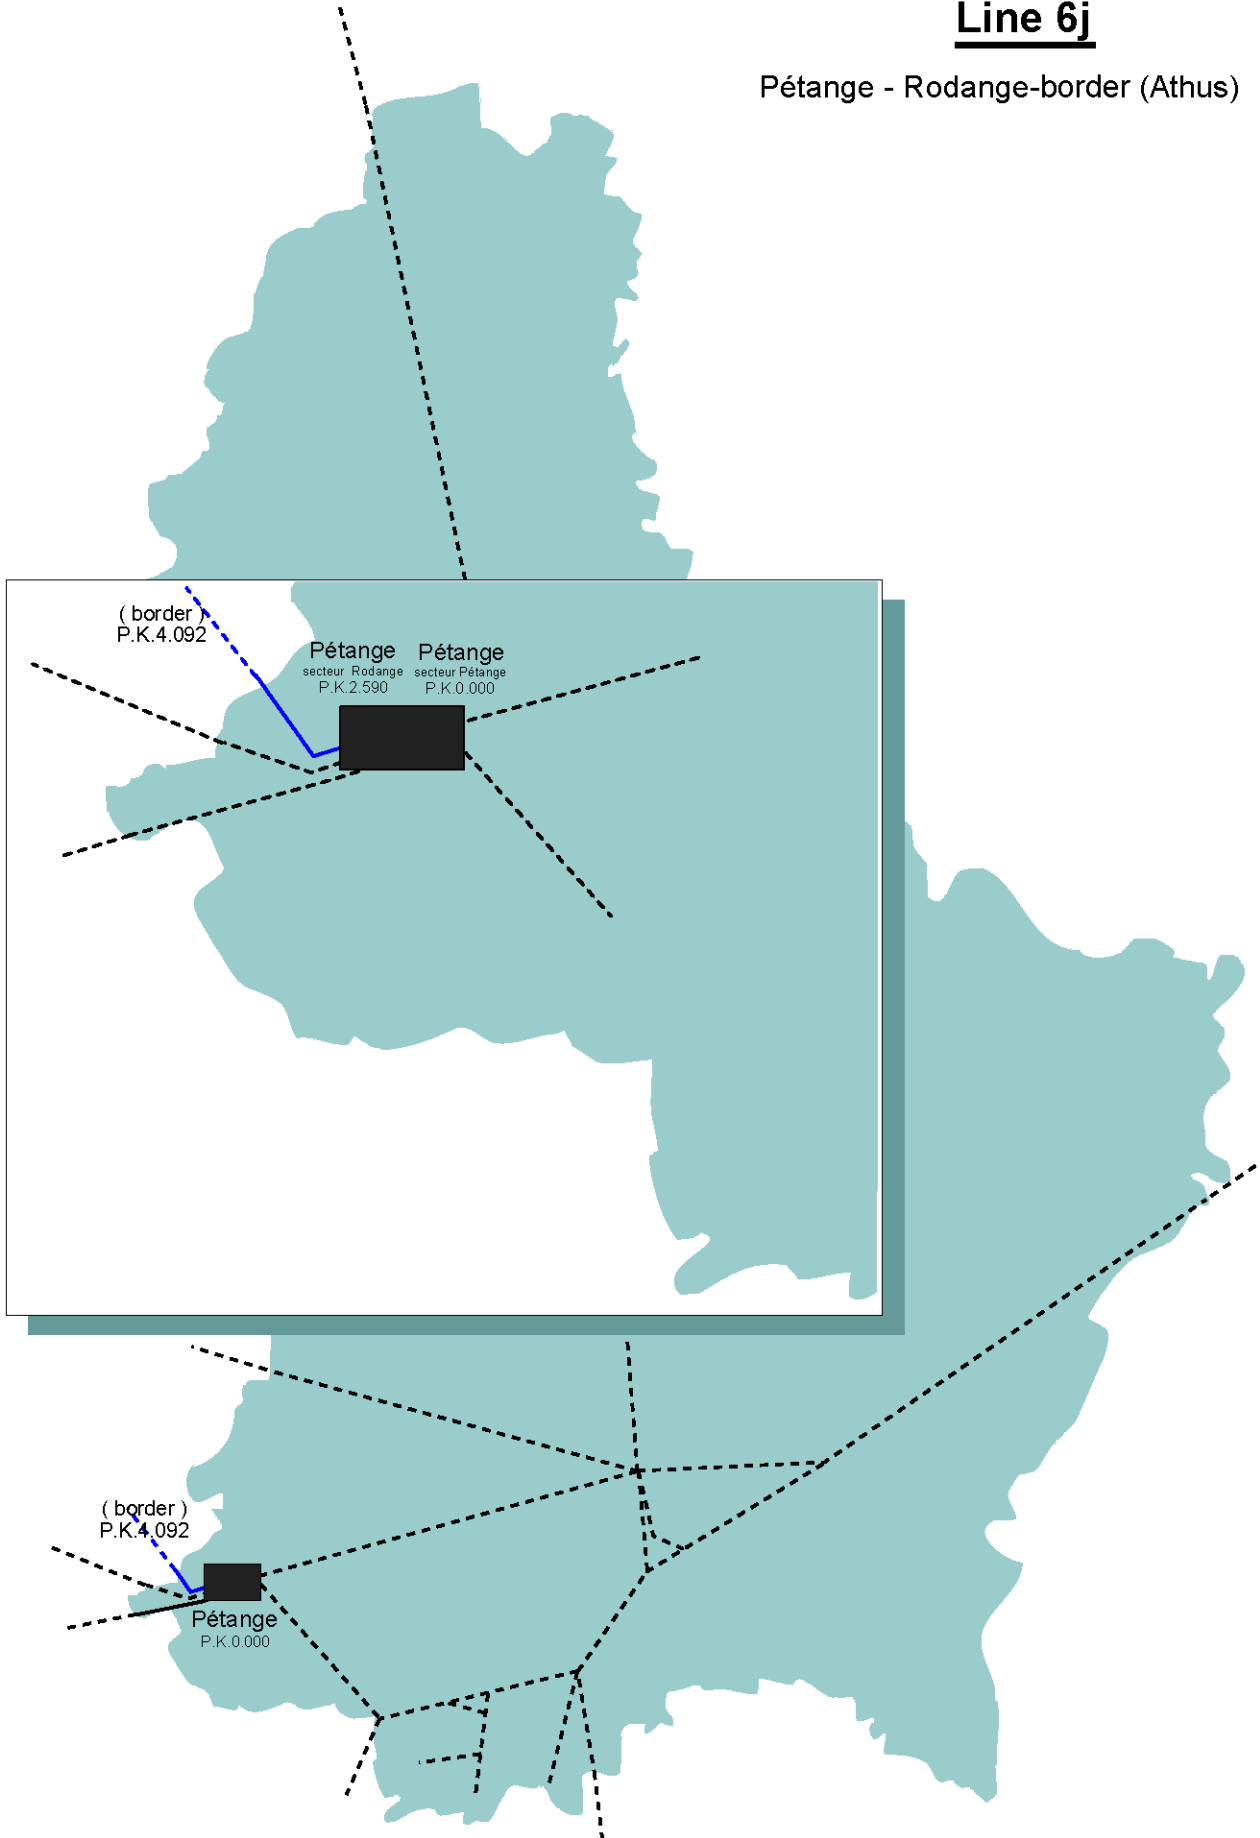 Line 6j
Pétange - Rodange-border (Athus)
( border )
P.K.4.092
Pétange
secteur Rodange
P.K.2.590
Pétange
secteur Pétange
P.K.0.000
( border )
P.K.4.092
Pétange
P.K.0.000